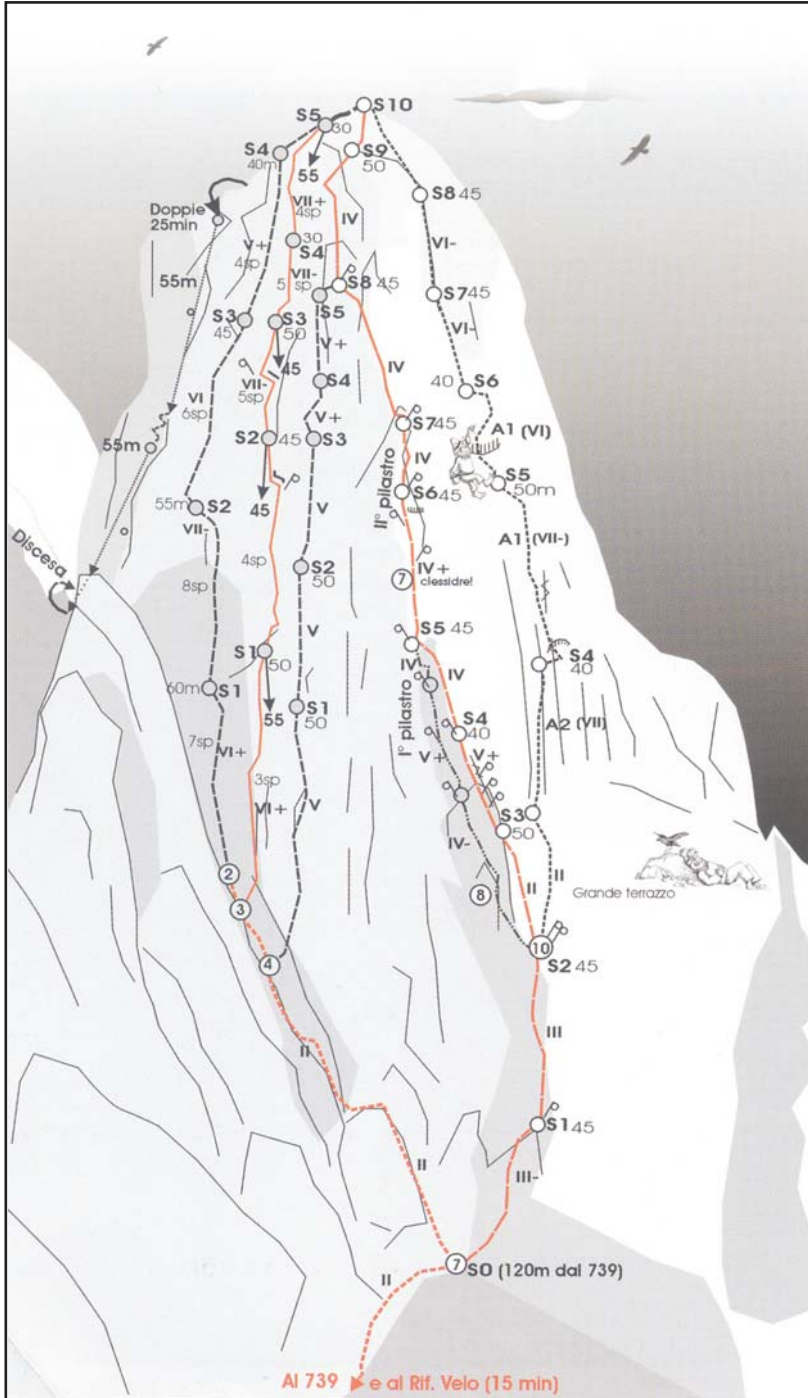 S10
S5
30
S9
50
S4
40m
55
VII+
4sp
IV
S8 45
Doppie
25min
30
S4
VI-
V+
4sp
55m
VII-
5 sp
S8 45
S5
S7 45
S3
45
S3
50
V+
VI-
45
IV
VII-
5sp
S4
40 S6
VI
6sp
V+
S7 45
A1 (VI)
S2 45
S3
IV
55m
S5
50m
II° pilastro
S6 45
45
55m S2
V
VII-
A1 (VII-)
Discesa
4sp
IV+
clessidre!
S2
50
7
8sp
S5 45
V
S1
50
IV
IV
S4
40
60m S1
I° pilastro
S1
50
55
S4
40
A2 (VII)
7sp
VI+
V+
V+
3sp
VI+
V
S3
50
IV-
2
II
II
8
Grande terrazzo
3
10
4
S2 45
III
II
S1 45
II
III-
7
S0 (120m dal 739)
II
Al 739 e al Rif. Velo (15 min)